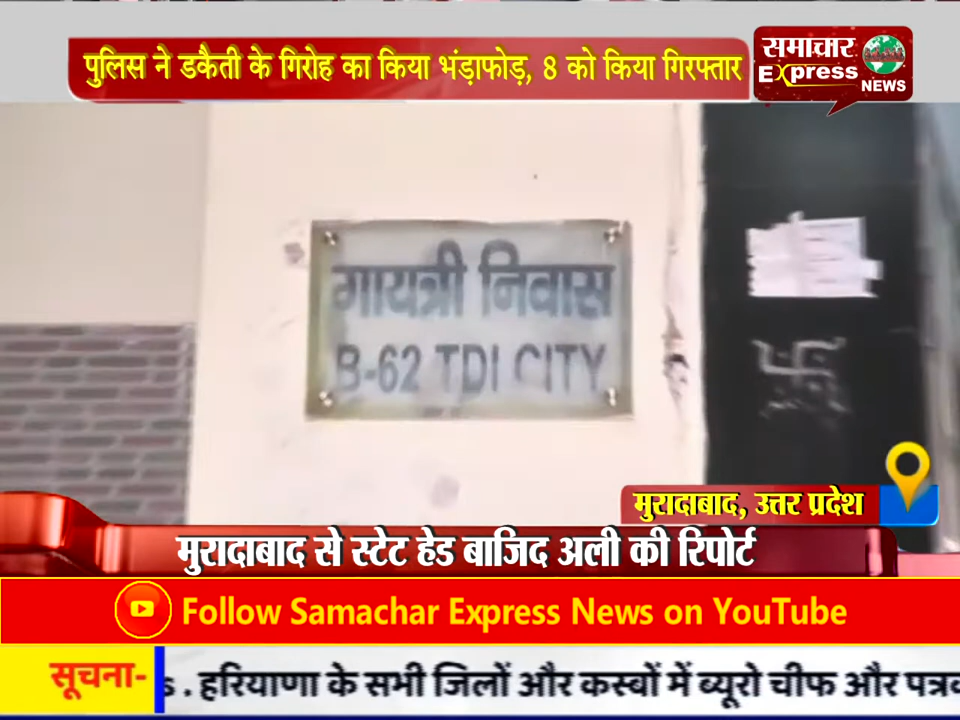 पुलिस ने डकैती के गिरोह का किया भंड़ाफोड़, 8 को किया गिरफ्तार
समाचार
Express
NEWS
गायत्री निवास
B-62 TDI CITY
मुरादाबाद, उत्तर प्रदेश
मुरादाबाद से स्टेट हेड बाजिद अली की रिपोर्ट
Follow Samachar Express News on YouTube
सूचना- s . हरियाणा के सभी जिलों और कस्बों में ब्यूरो चीफ और